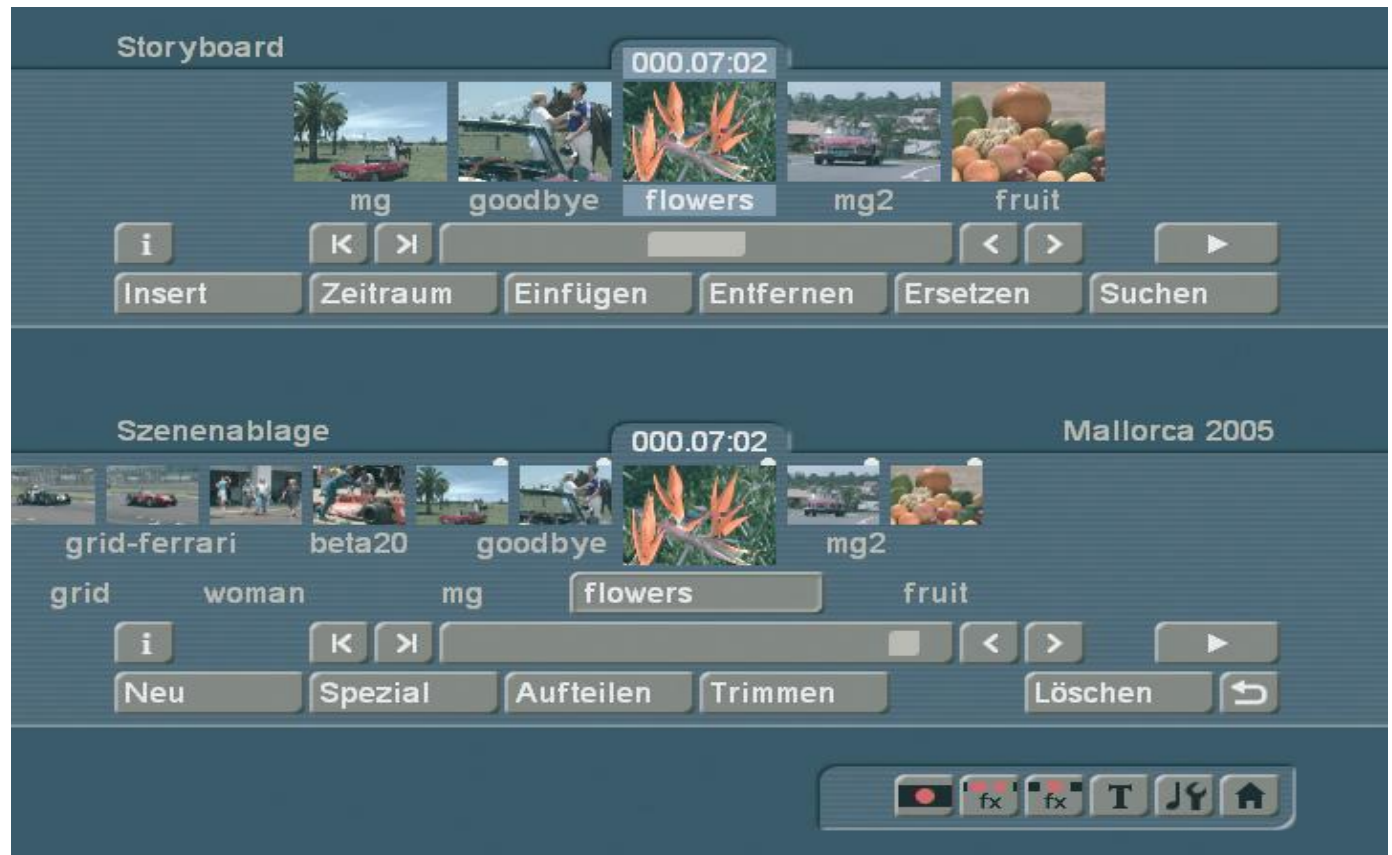 Storyboard
000.07:02
mg goodbye flowers mg2 fruit
i
Insert Zeitraum Einfügen Entfernen Ersetzen Suchen
Szenenablage 000.07:02 Mallorca 2005
grid-ferrari beta20 goodbye mg2
grid woman mg flowers fruit
i
Neu Spezial Aufteilen Trimmen Löschen
fx fx T